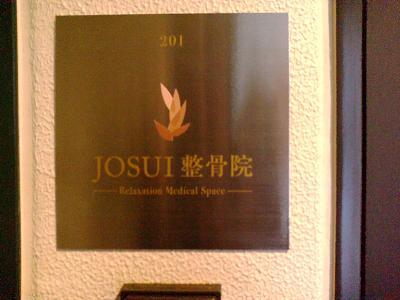 201
JOSUI 整骨院
Relaxation Medical Space